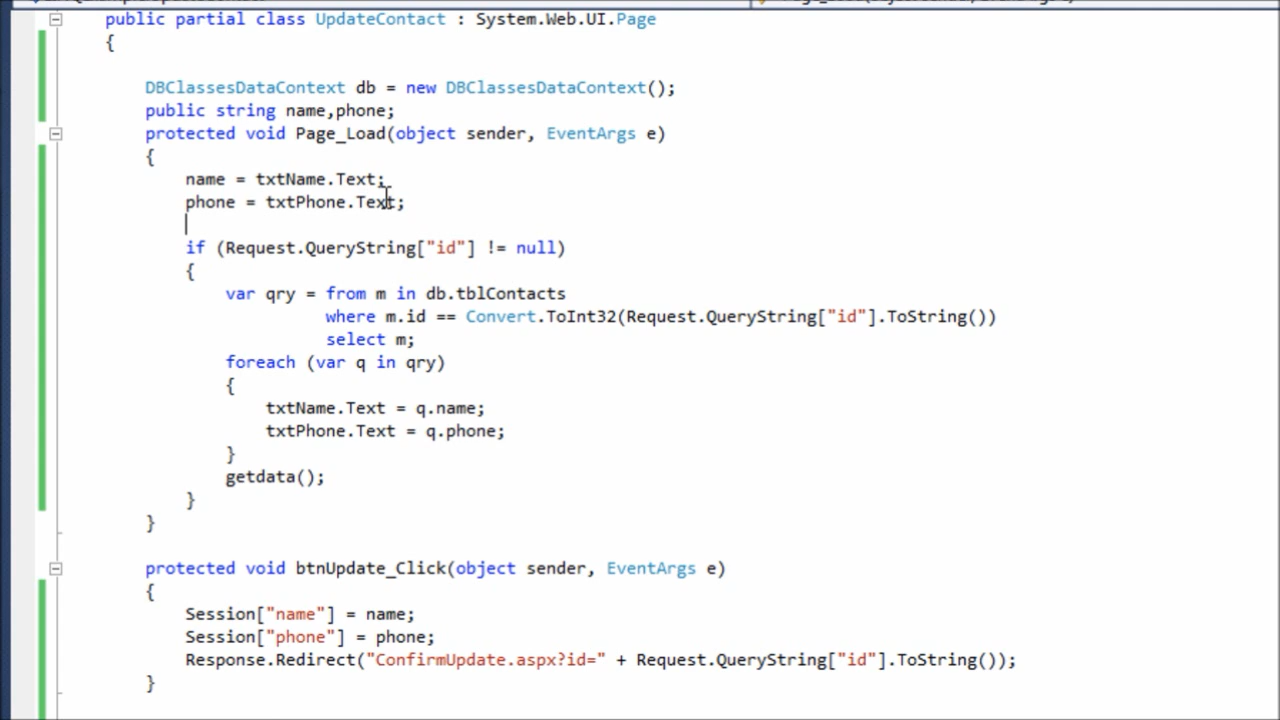 public partial class UpdateContact : System.Web.UI.Page
{
DBClassesDataContext db = new DBClassesDataContext();
public string name,phone;
protected void Page_Load(object sender, EventArgs e)
{
name = txtName.Text;
phone = txtPhone.Text;
if (Request.QueryString["id"] != null)
{
var qry = from m in db.tblContacts
where m.id == Convert.ToInt32(Request.QueryString["id"].ToString())
select m;
foreach (var q in qry)
{
txtName.Text = q.name;
txtPhone.Text = q.phone;
}
getdata();
}
}
protected void btnUpdate_Click(object sender, EventArgs e)
{
Session["name"] = name;
Session["phone"] = phone;
Response.Redirect("ConfirmUpdate.aspx?id=" + Request.QueryString["id"].ToString());
}